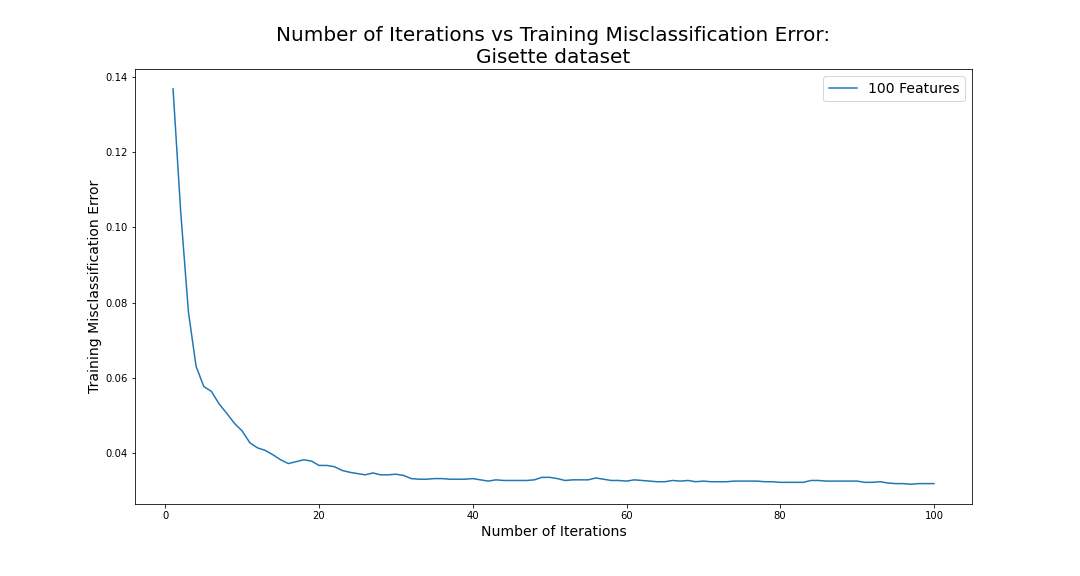 Number of Iterations vs Training Misclassification Error:
Gisette dataset
100 Features
0.14
0.12
0.10
0.08
0.06
0.04
Training Misclassification Error
0
20
40
60
80
100
Number of Iterations